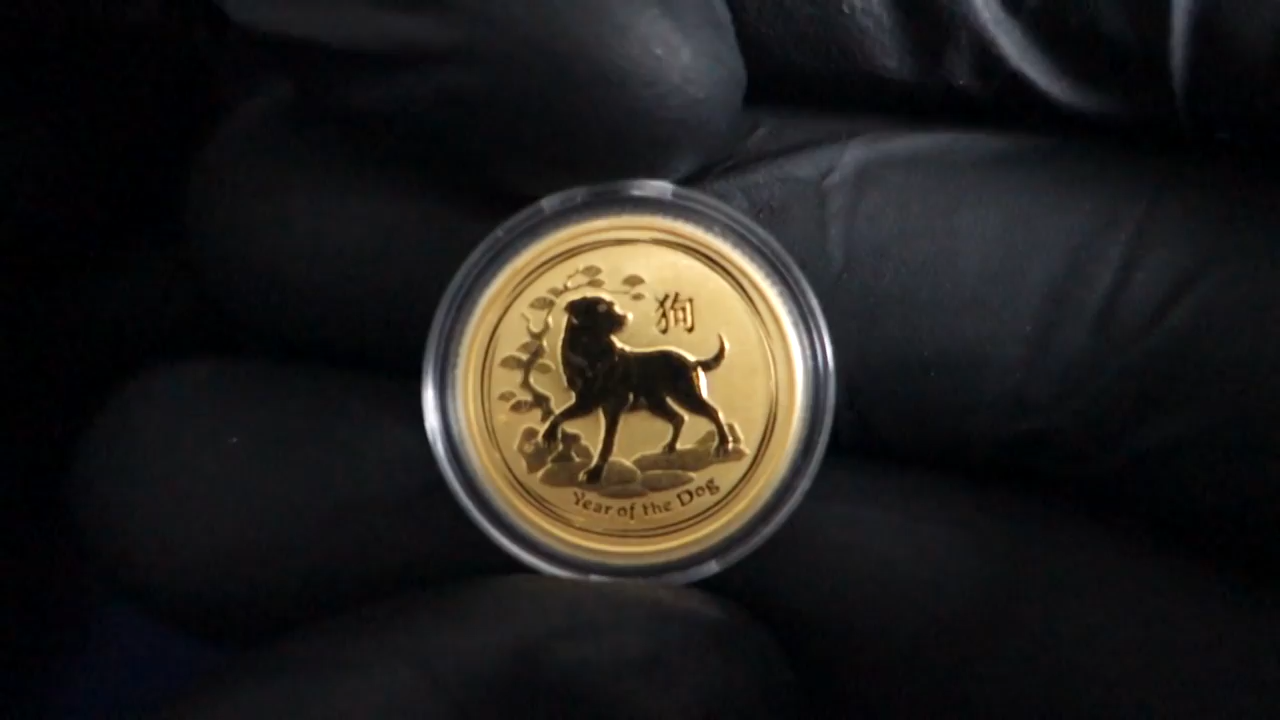 狗
Year of the Dog